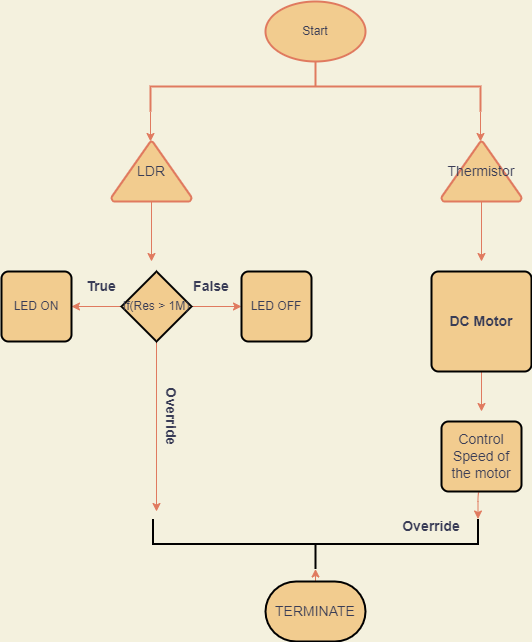 Start
LDR
Thermistor
True
False
LED ON
if(Res > 1M)
LED OFF
DC Motor
Override
Control
Speed of
the motor
Override
TERMINATE